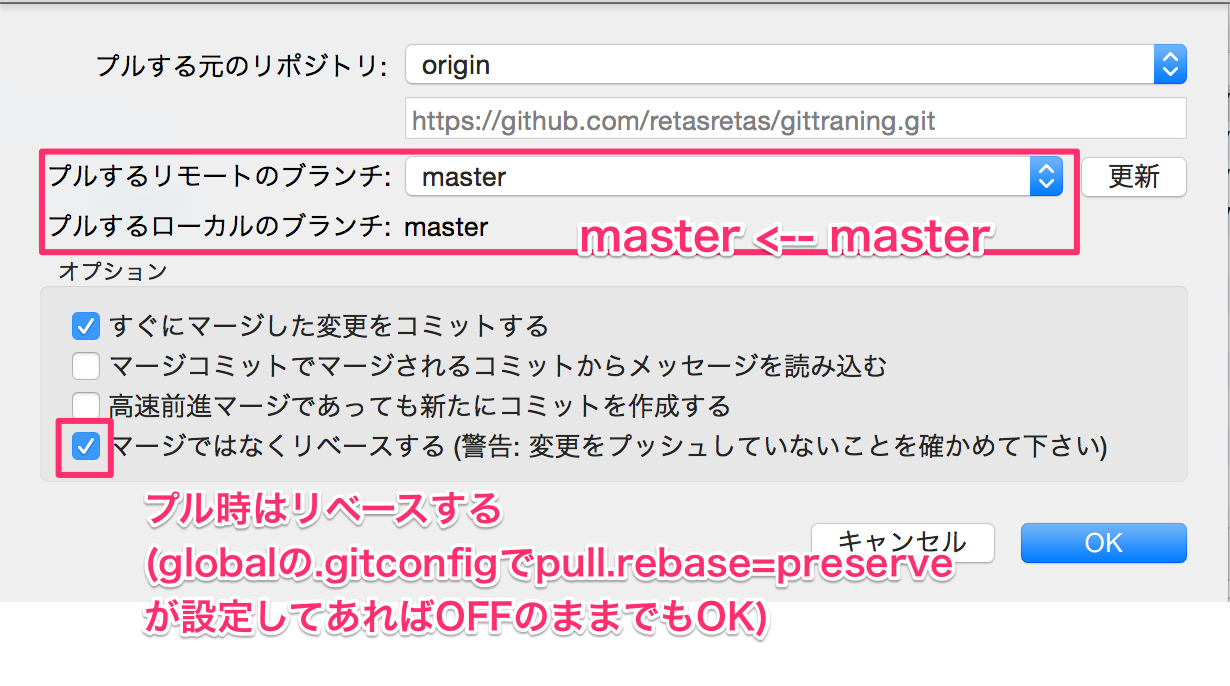 プルする元のリポジトリ: origin
https://github.com/retasretas/gittraning.git
プルするリモートのブランチ: master 更新
プルするローカルのブランチ: master
master <-- master
オプション
すぐにマージした変更をコミットする
マージコミットでマージされるコミットからメッセージを読み込む
高速前進マージであっても新たにコミットを作成する
マージではなくリベースする (警告: 変更をプッシュしていないことを確かめて下さい)
プル時はリベースする
(globalの.gitconfigでpull.rebase=preserve
が設定してあればOFFのままでもOK)
キャンセル OK